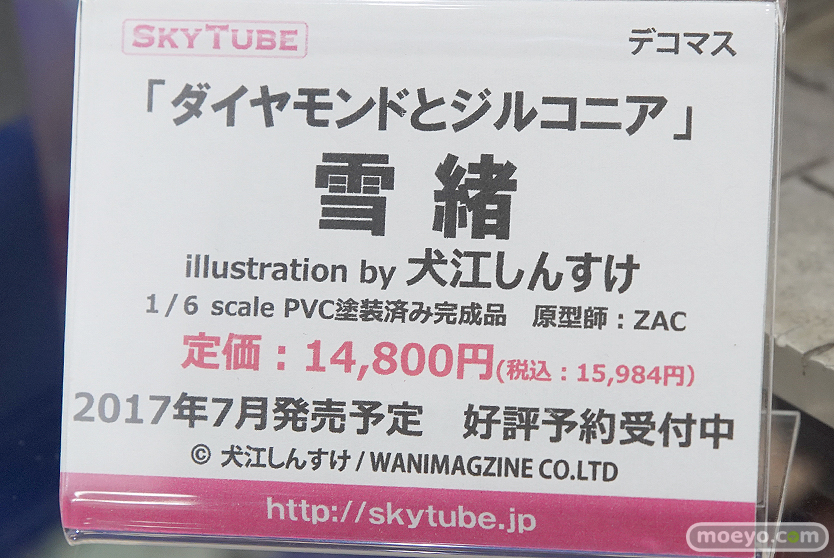 SKYTUBE
デコマス
「ダイヤモンドとジルコニア」
雪緒
illustration by 犬江しんすけ
1/6 scale PVC塗装済み完成品 原型師：ZAC
定価：14,800円(税込：15,984円)
2017年7月発売予定 好評予約受付中
© 犬江しんすけ/WANIMAGZINE CO.LTD
http://skytube.jp
moeyo.com